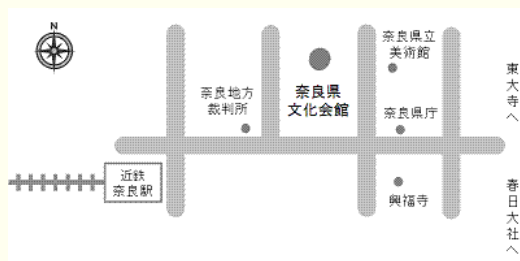 N
奈良県立
美術館
奈良地方
裁判所
奈良県
文化会館
奈良県庁
東大寺へ
近鉄
奈良駅
興福寺
春日大社へ